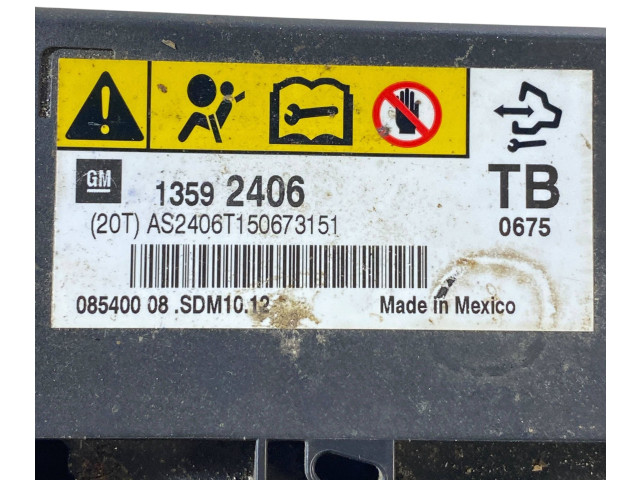 GM
1359 2406
TB
(20T) AS2406T150673151
0675
085400 08 .SDM10.12
Made in Mexico